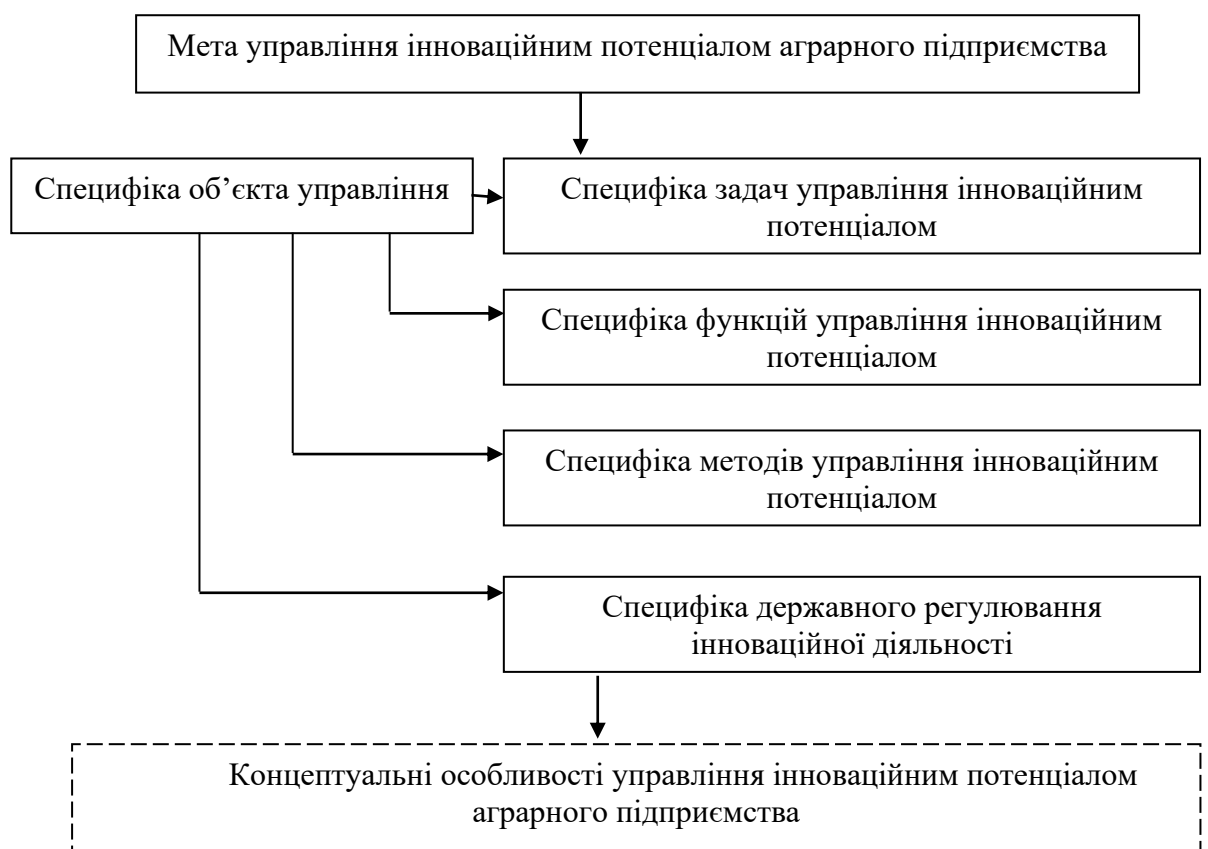 Мета управління інноваційним потенціалом аграрного підприємства
Специфіка об’єкта управління
Специфіка задач управління інноваційним
потенціалом
Специфіка функцій управління інноваційним
потенціалом
Специфіка методів управління інноваційним
потенціалом
Специфіка державного регулювання
інноваційної діяльності
Концептуальні особливості управління інноваційним потенціалом
аграрного підприємства